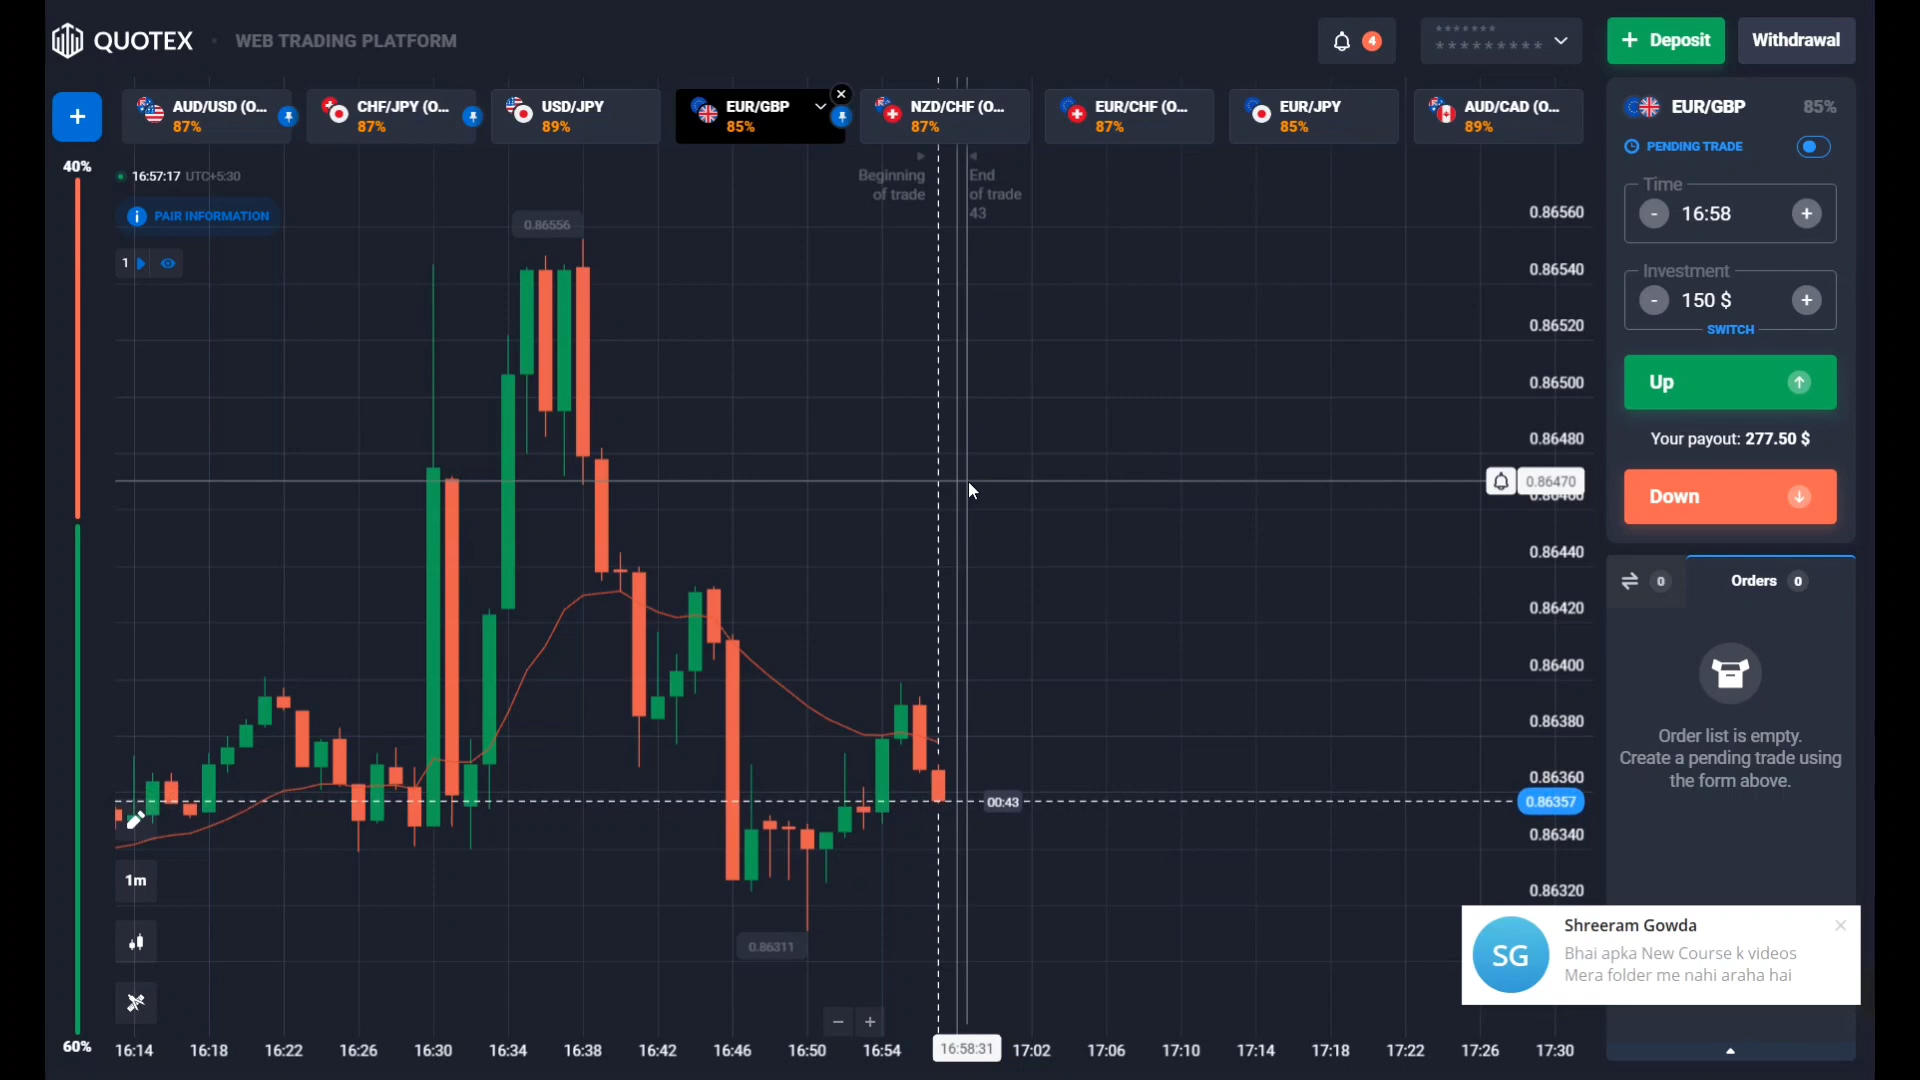 QUOTEX
WEB TRADING PLATFORM
4
*******
*********
+ Deposit
Withdrawal
+
AUD/USD (O...
87%
CHF/JPY (O...
87%
USD/JPY
89%
EUR/GBP
85%
NZD/CHF (O...
87%
EUR/CHF (O...
87%
EUR/JPY
85%
AUD/CAD (O...
89%
EUR/GBP
85%
PENDING TRADE
40%
16:57:17 UTC+5:30
PAIR INFORMATION
1
Beginning
of trade
End
of trade
43
0.86556
0.86560
0.86540
0.86520
0.86500
0.86480
0.86470
0.86460
0.86440
0.86420
0.86400
0.86380
0.86360
00:43
0.86357
0.86340
0.86320
0.86311
1m
60%
16:14
16:18
16:22
16:26
16:30
16:34
16:38
16:42
16:46
16:50
16:54
16:58:31
17:02
17:06
17:10
17:14
17:18
17:22
17:26
17:30
Time
- 16:58 +
Investment
- 150 $ +
SWITCH
Up
Your payout: 277.50 $
Down
0
Orders 0
Order list is empty.
Create a pending trade using
the form above.
SG
Shreeram Gowda
Bhai apka New Course k videos
Mera folder me nahi araha hai